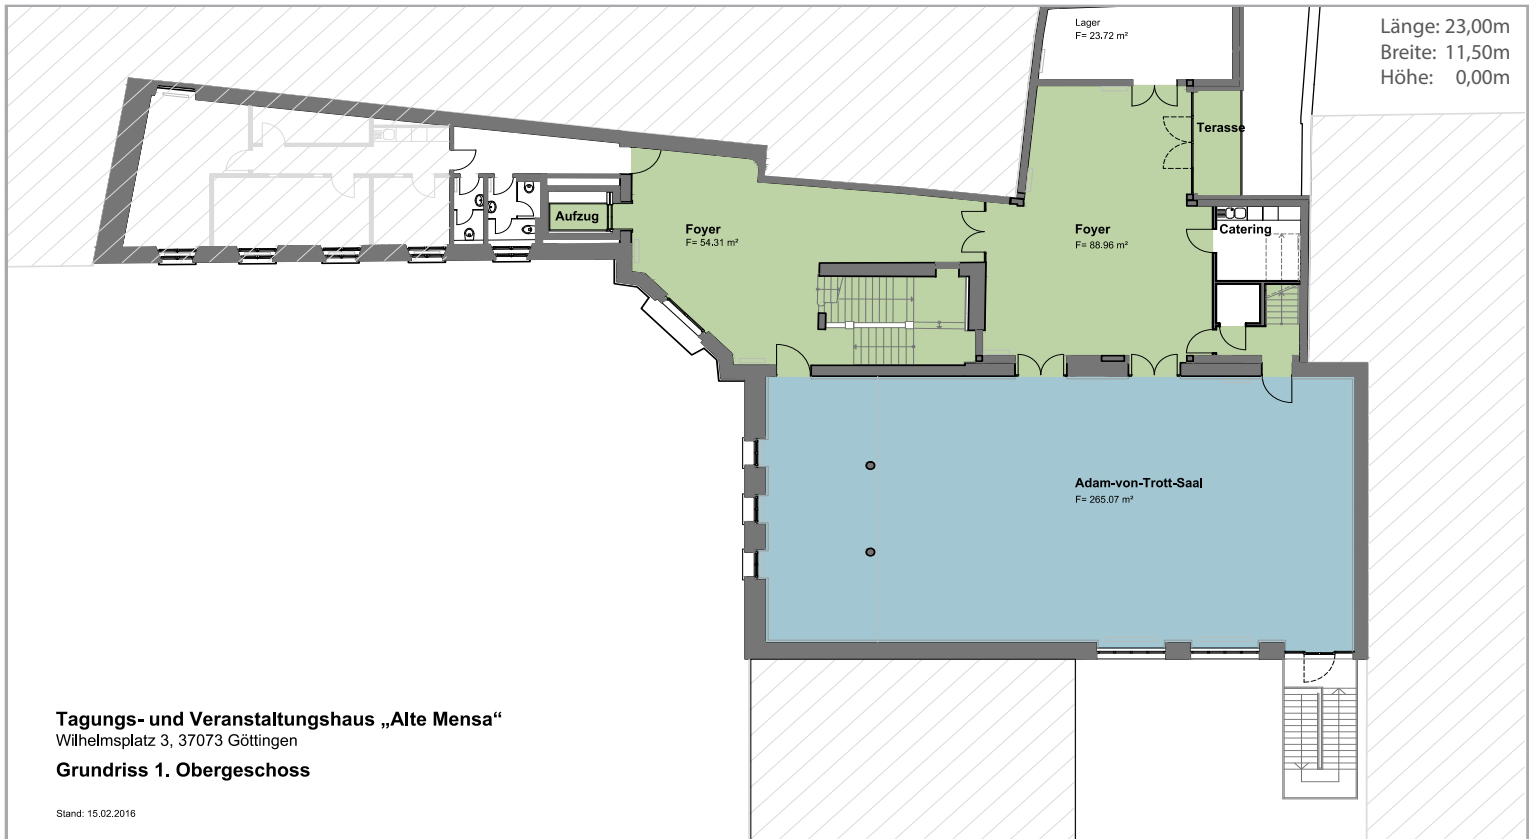 Lager
F= 23.72 m²
Länge: 23,00m
Breite: 11,50m
Höhe: 0,00m
Terasse
Aufzug
Foyer
F= 54.31 m²
Foyer
F= 88.96 m²
Catering
Adam-von-Trott-Saal
F= 265.07 m²
Tagungs- und Veranstaltungshaus „Alte Mensa“
Wilhelmsplatz 3, 37073 Göttingen
Grundriss 1. Obergeschoss
Stand: 15.02.2016